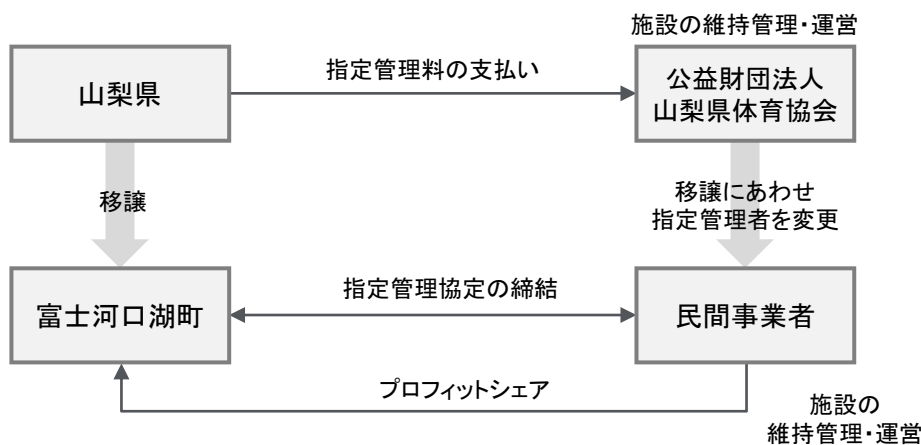 施設の維持管理・運営
山梨県
指定管理料の支払い
公益財団法人
山梨県体育協会
移譲
移譲にあわせ
指定管理者を変更
富士河口湖町
指定管理協定の締結
民間事業者
プロフィットシェア
施設の
維持管理・運営